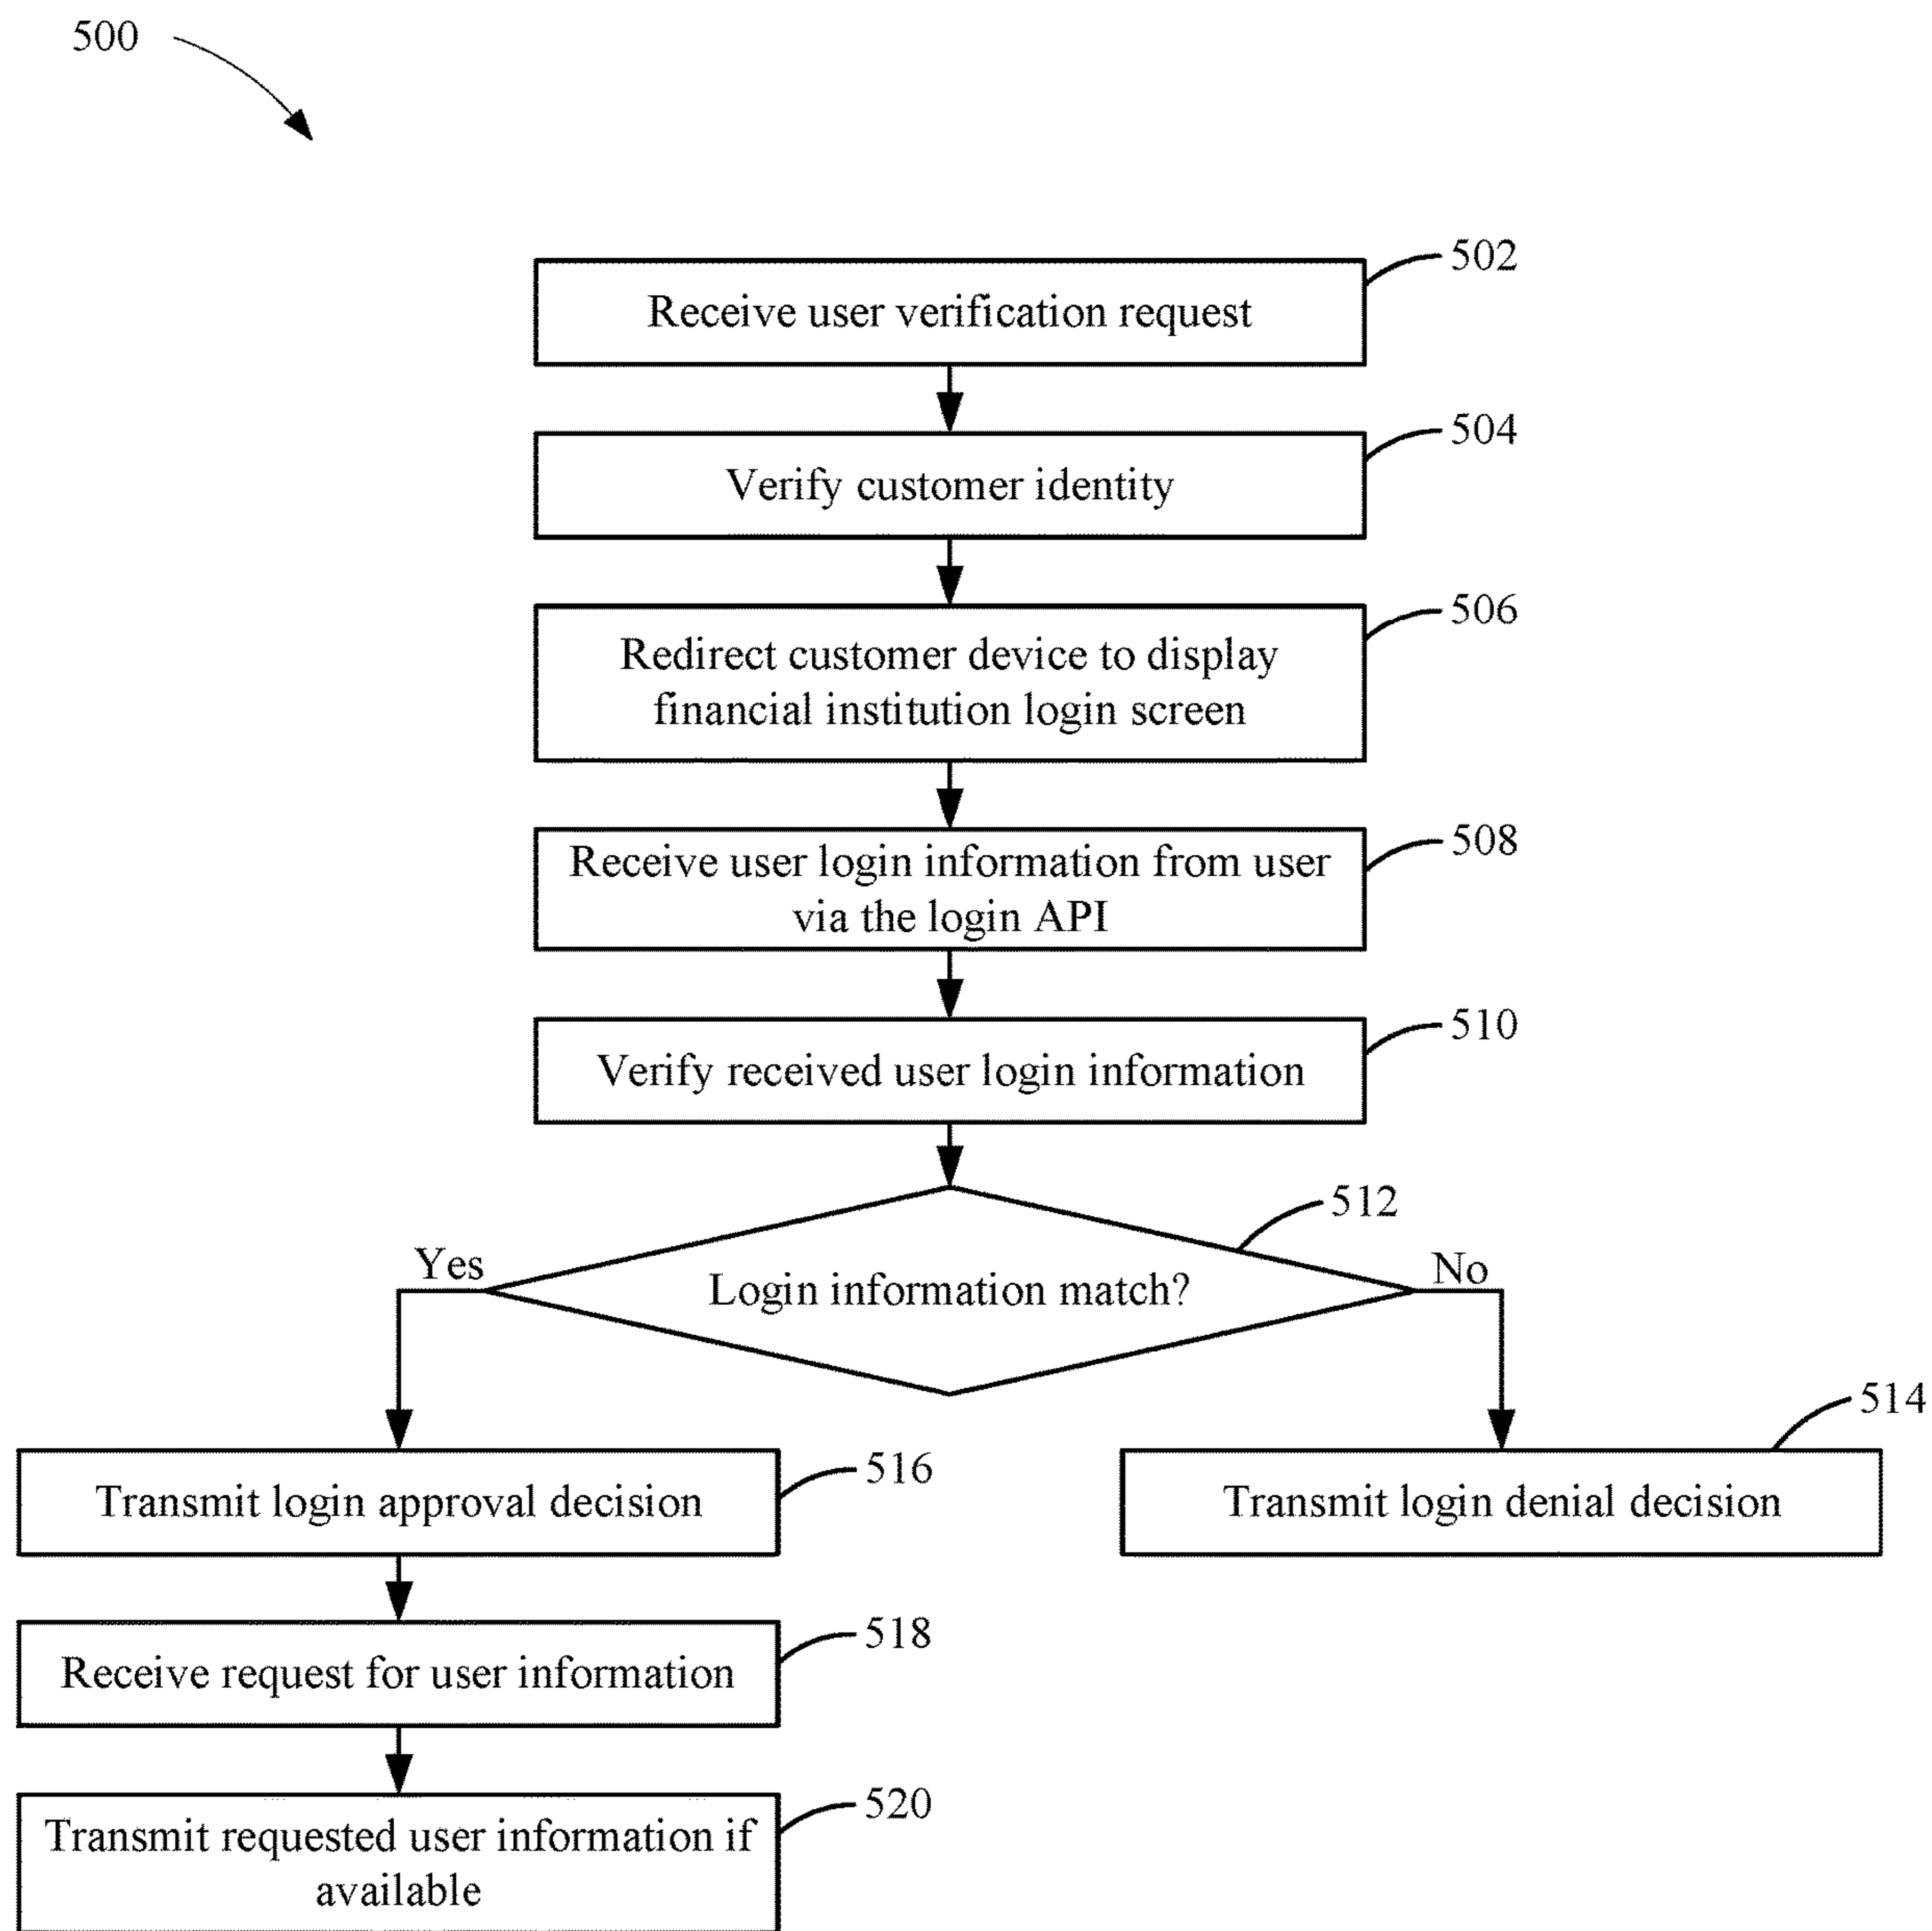 500
502
Receive user verification request
504
Verify customer identity
506
Redirect customer device to display
financial institution login screen
508
Receive user login information from user
via the login API
510
Verify received user login information
512
Yes
No
Login information match?
514
516
Transmit login approval decision
Transmit login denial decision
518
Receive request for user information
520
Transmit requested user information if
available